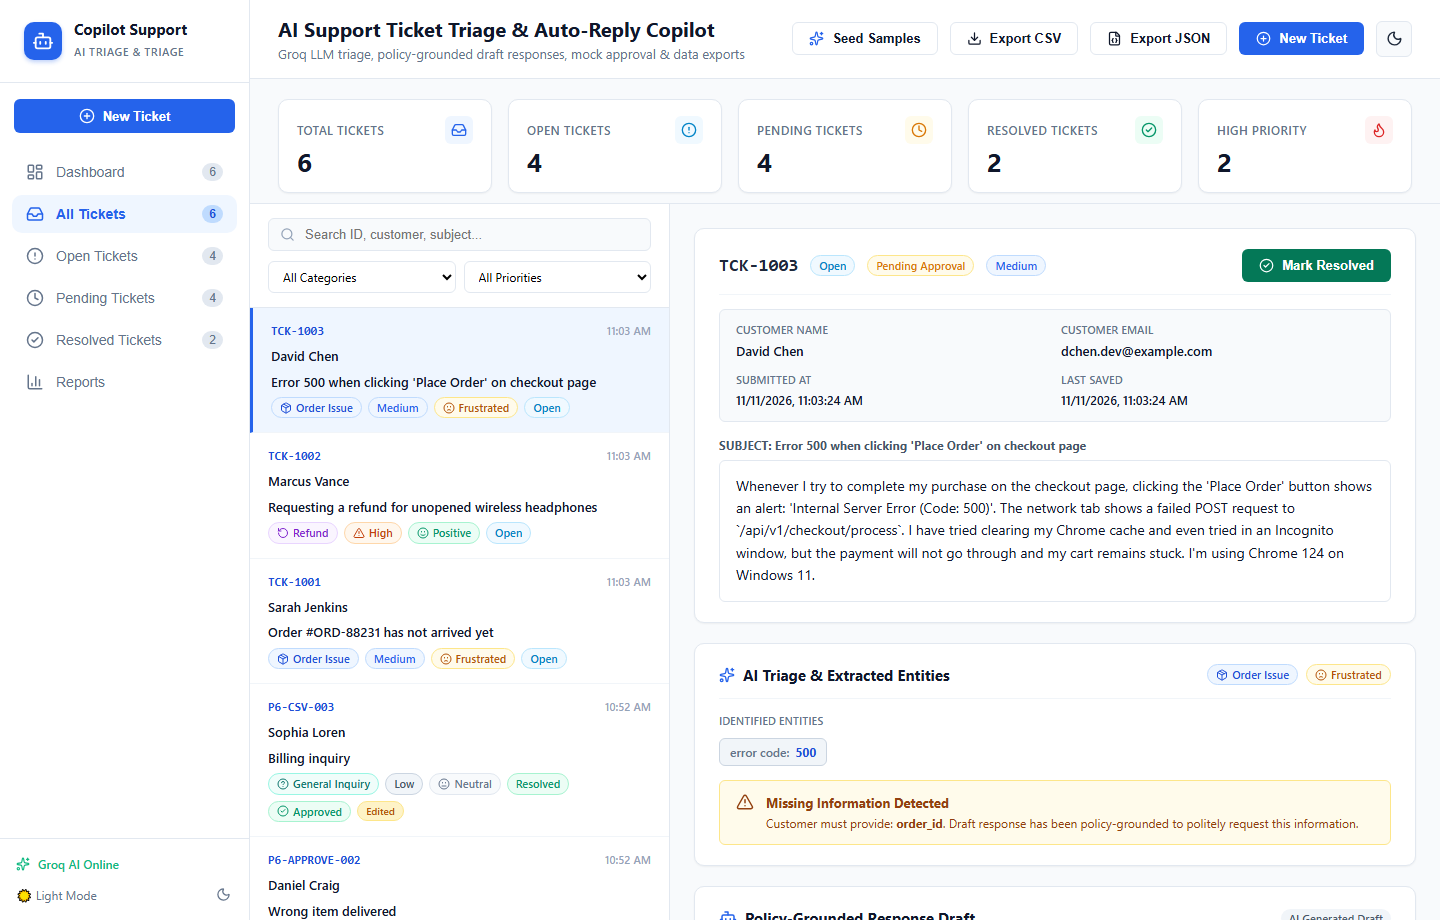 Copilot Support
AI TRIAGE & TRIAGE
New Ticket
Dashboard 6
All Tickets 6
Open Tickets 4
Pending Tickets 4
Resolved Tickets 2
Reports
Groq AI Online
Light Mode
AI Support Ticket Triage & Auto-Reply Copilot
Groq LLM triage, policy-grounded draft responses, mock approval & data exports
Seed Samples
Export CSV
Export JSON
New Ticket
TOTAL TICKETS
6
OPEN TICKETS
4
PENDING TICKETS
4
RESOLVED TICKETS
2
HIGH PRIORITY
2
Search ID, customer, subject...
All Categories
All Priorities
TCK-1003 11:03 AM
David Chen
Error 500 when clicking 'Place Order' on checkout page
Order Issue Medium Frustrated Open
TCK-1002 11:03 AM
Marcus Vance
Requesting a refund for unopened wireless headphones
Refund High Positive Open
TCK-1001 11:03 AM
Sarah Jenkins
Order #ORD-88231 has not arrived yet
Order Issue Medium Frustrated Open
P6-CSV-003 10:52 AM
Sophia Loren
Billing inquiry
General Inquiry Low Neutral Resolved
Approved Edited
P6-APPROVE-002 10:52 AM
Daniel Craig
Wrong item delivered
TCK-1003 Open Pending Approval Medium
Mark Resolved
CUSTOMER NAME
David Chen
CUSTOMER EMAIL
dchen.dev@example.com
SUBMITTED AT
11/11/2026, 11:03:24 AM
LAST SAVED
11/11/2026, 11:03:24 AM
SUBJECT: Error 500 when clicking 'Place Order' on checkout page
Whenever I try to complete my purchase on the checkout page, clicking the 'Place Order' button shows
an alert: 'Internal Server Error (Code: 500)'. The network tab shows a failed POST request to
`/api/v1/checkout/process`. I have tried clearing my Chrome cache and even tried in an Incognito
window, but the payment will not go through and my cart remains stuck. I'm using Chrome 124 on
Windows 11.
AI Triage & Extracted Entities
Order Issue Frustrated
IDENTIFIED ENTITIES
error code: 500
Missing Information Detected
Customer must provide: order_id. Draft response has been policy-grounded to politely request this information.
Policy-Grounded Response Draft
AI Generated Draft